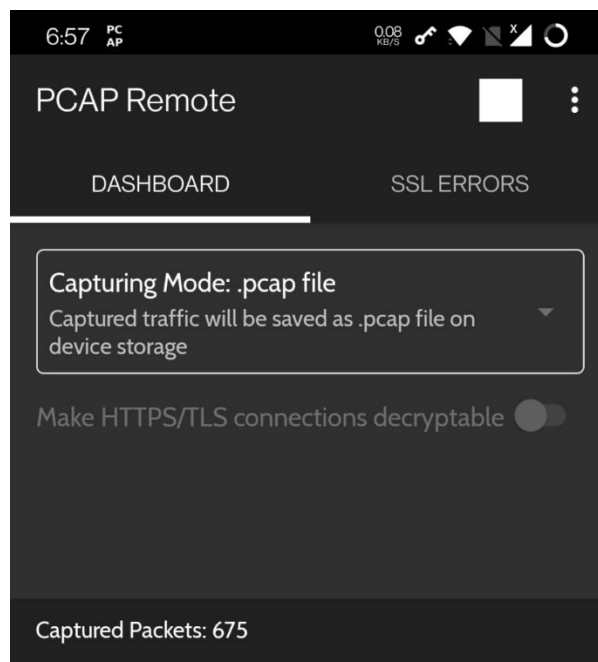 6:57 PC AP 0.08 KB/S X
PCAP Remote
DASHBOARD SSL ERRORS
Capturing Mode: .pcap file
Captured traffic will be saved as .pcap file on
device storage
Make HTTPS/TLS connections decryptable
Captured Packets: 675